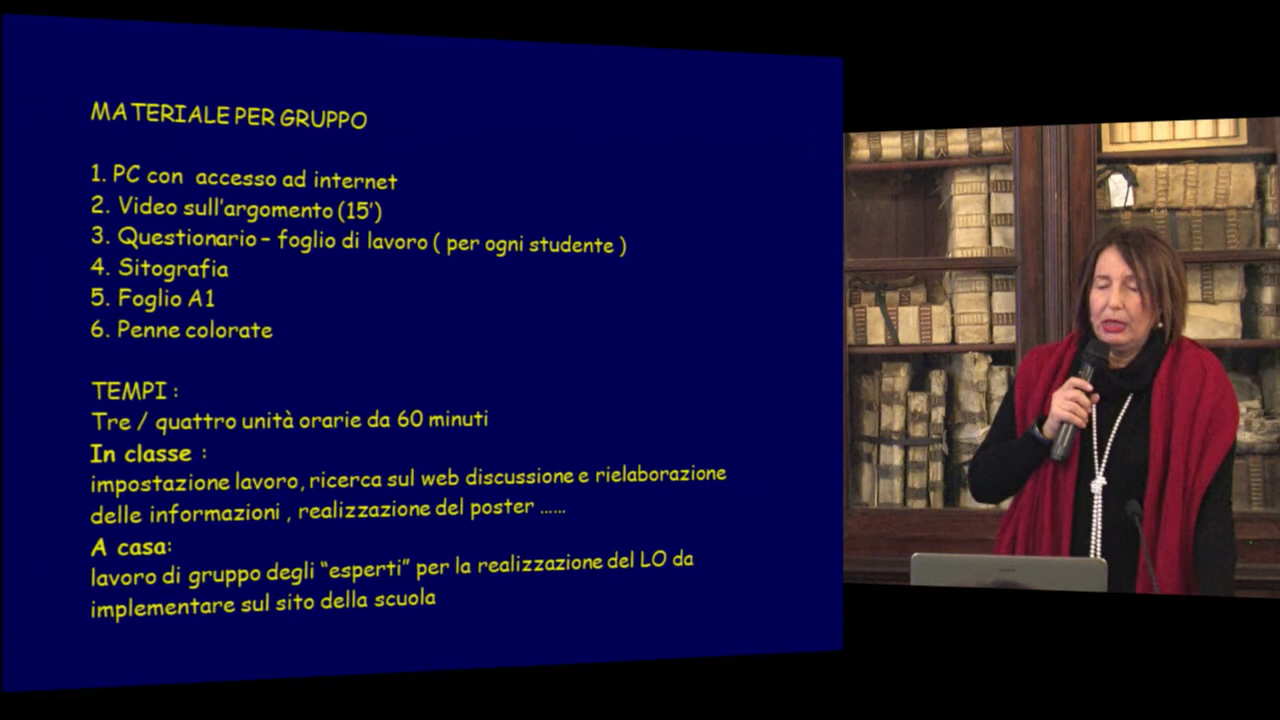 MATERIALE PER GRUPPO
1. PC con accesso ad internet
2. Video sull'argomento (15')
3. Questionario – foglio di lavoro ( per ogni studente )
4. Sitografia
5. Foglio A1
6. Penne colorate
TEMPI :
Tre / quattro unità orarie da 60 minuti
In classe :
impostazione lavoro, ricerca sul web discussione e rielaborazione
delle informazioni , realizzazione del poster ......
A casa:
lavoro di gruppo degli "esperti" per la realizzazione del LO da
implementare sul sito della scuola